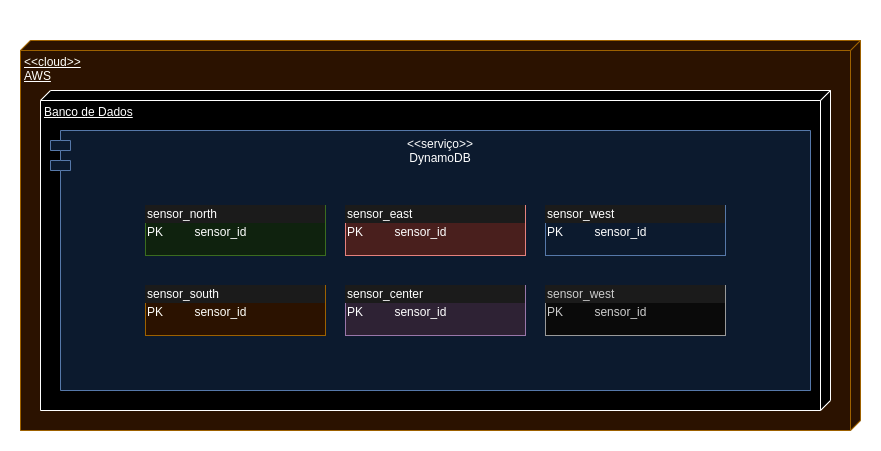 <<cloud>>
AWS
Banco de Dados
<<serviço>>
DynamoDB
sensor_north
PK sensor_id
sensor_east
PK sensor_id
sensor_west
PK sensor_id
sensor_south
PK sensor_id
sensor_center
PK sensor_id
sensor_west
PK sensor_id